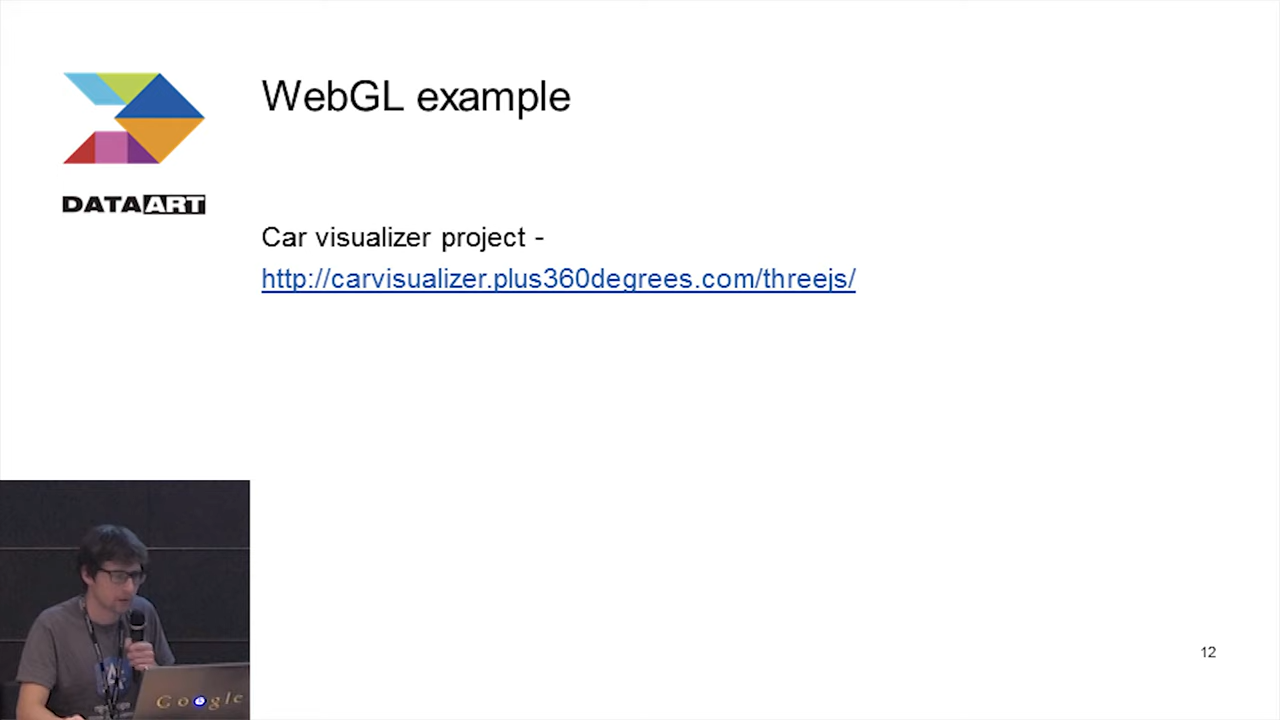 WebGL example
DATAART
Car visualizer project -
http://carvisualizer.plus360degrees.com/threejs/
12
Google